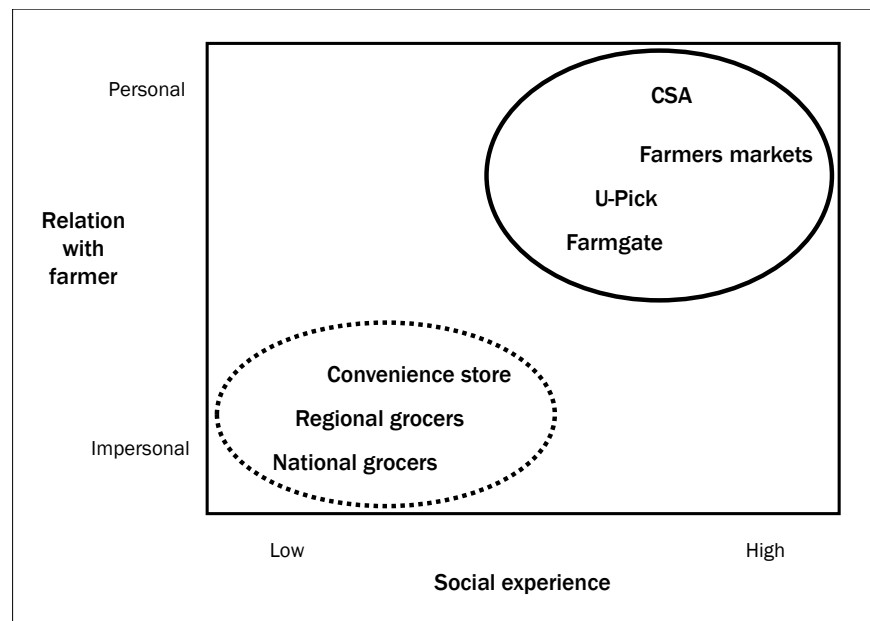 Personal
CSA
Farmers markets
U-Pick
Relation
with
farmer
Farmgate
Convenience store
Regional grocers
Impersonal
National grocers
Low
High
Social experience